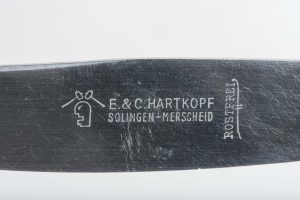 E. & C. HARTKOPF
SOLINGEN-MERSCHEID
ROSTFREI